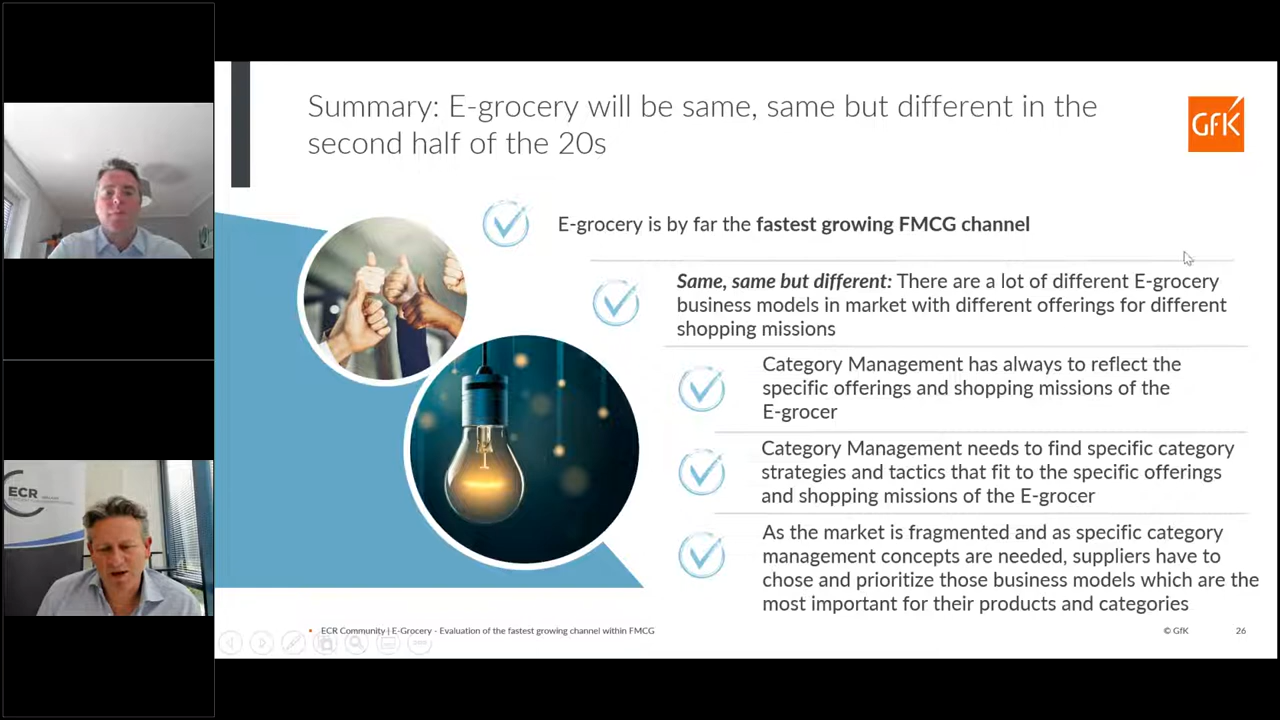 Summary: E-grocery will be same, same but different in the
second half of the 20s
GfK
E-grocery is by far the fastest growing FMCG channel
Same, same but different: There are a lot of different E-grocery
business models in market with different offerings for different
shopping missions
Category Management has always to reflect the
specific offerings and shopping missions of the
E-grocer
Category Management needs to find specific category
strategies and tactics that fit to the specific offerings
and shopping missions of the E-grocer
As the market is fragmented and as specific category
management concepts are needed, suppliers have to
chose and prioritize those business models which are the
most important for their products and categories
ECR Community | E-Grocery - Evaluation of the fastest growing channel within FMCG
© GfK
26
ECR